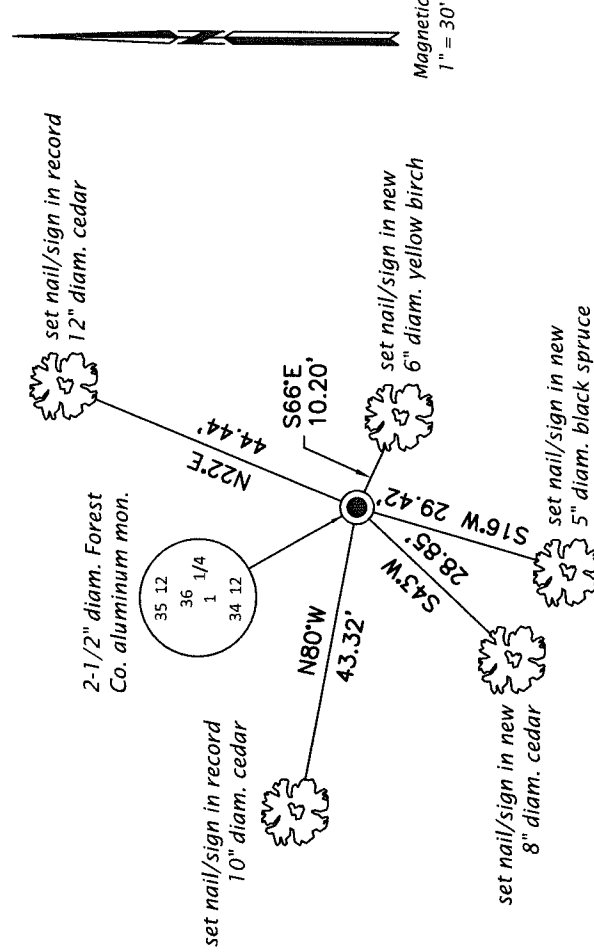 set nail/sign in record
12" diam. cedar
2-1/2" diam. Forest
Co. aluminum mon.
35 12
36
1/4
1
34 12
N22°E
44.44'
S66°E
10.20'
set nail/sign in new
6" diam. yellow birch
set nail/sign in record
10" diam. cedar
N80°W
43.32'
S43°W
28.85'
S16°W 29.42'
set nail/sign in new
8" diam. cedar
set nail/sign in new
5" diam. black spruce
N
Magnetic
1" = 30'